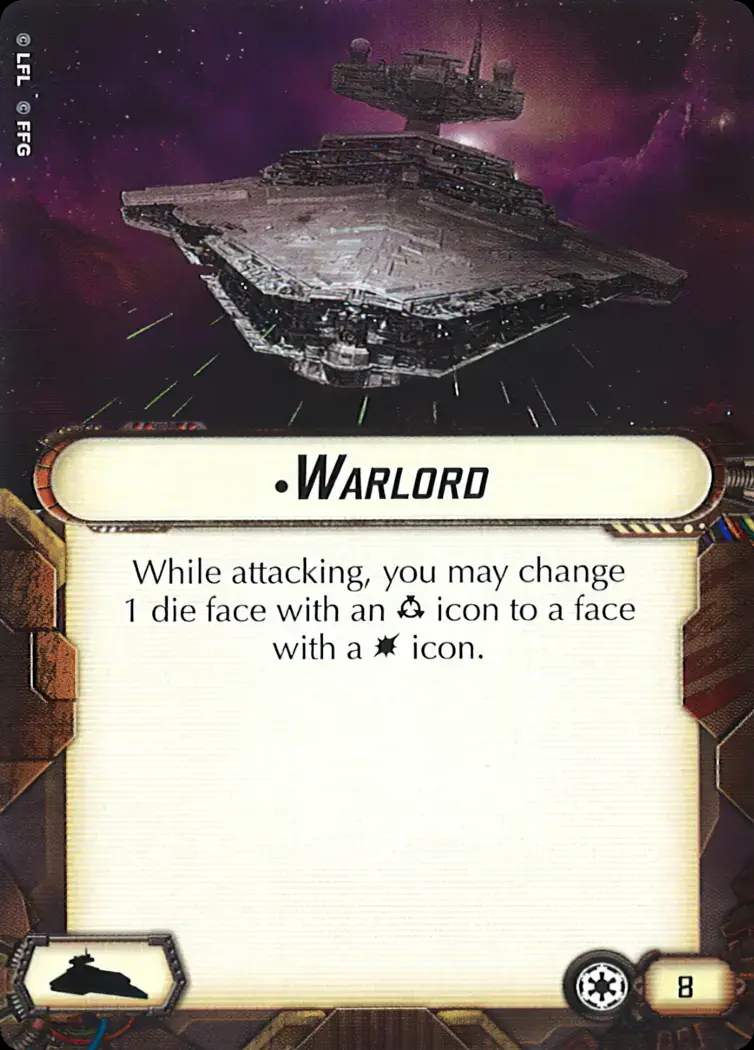 © LFL © FFG
•WARLORD
While attacking, you may change
1 die face with an icon to a face
with a icon.
8